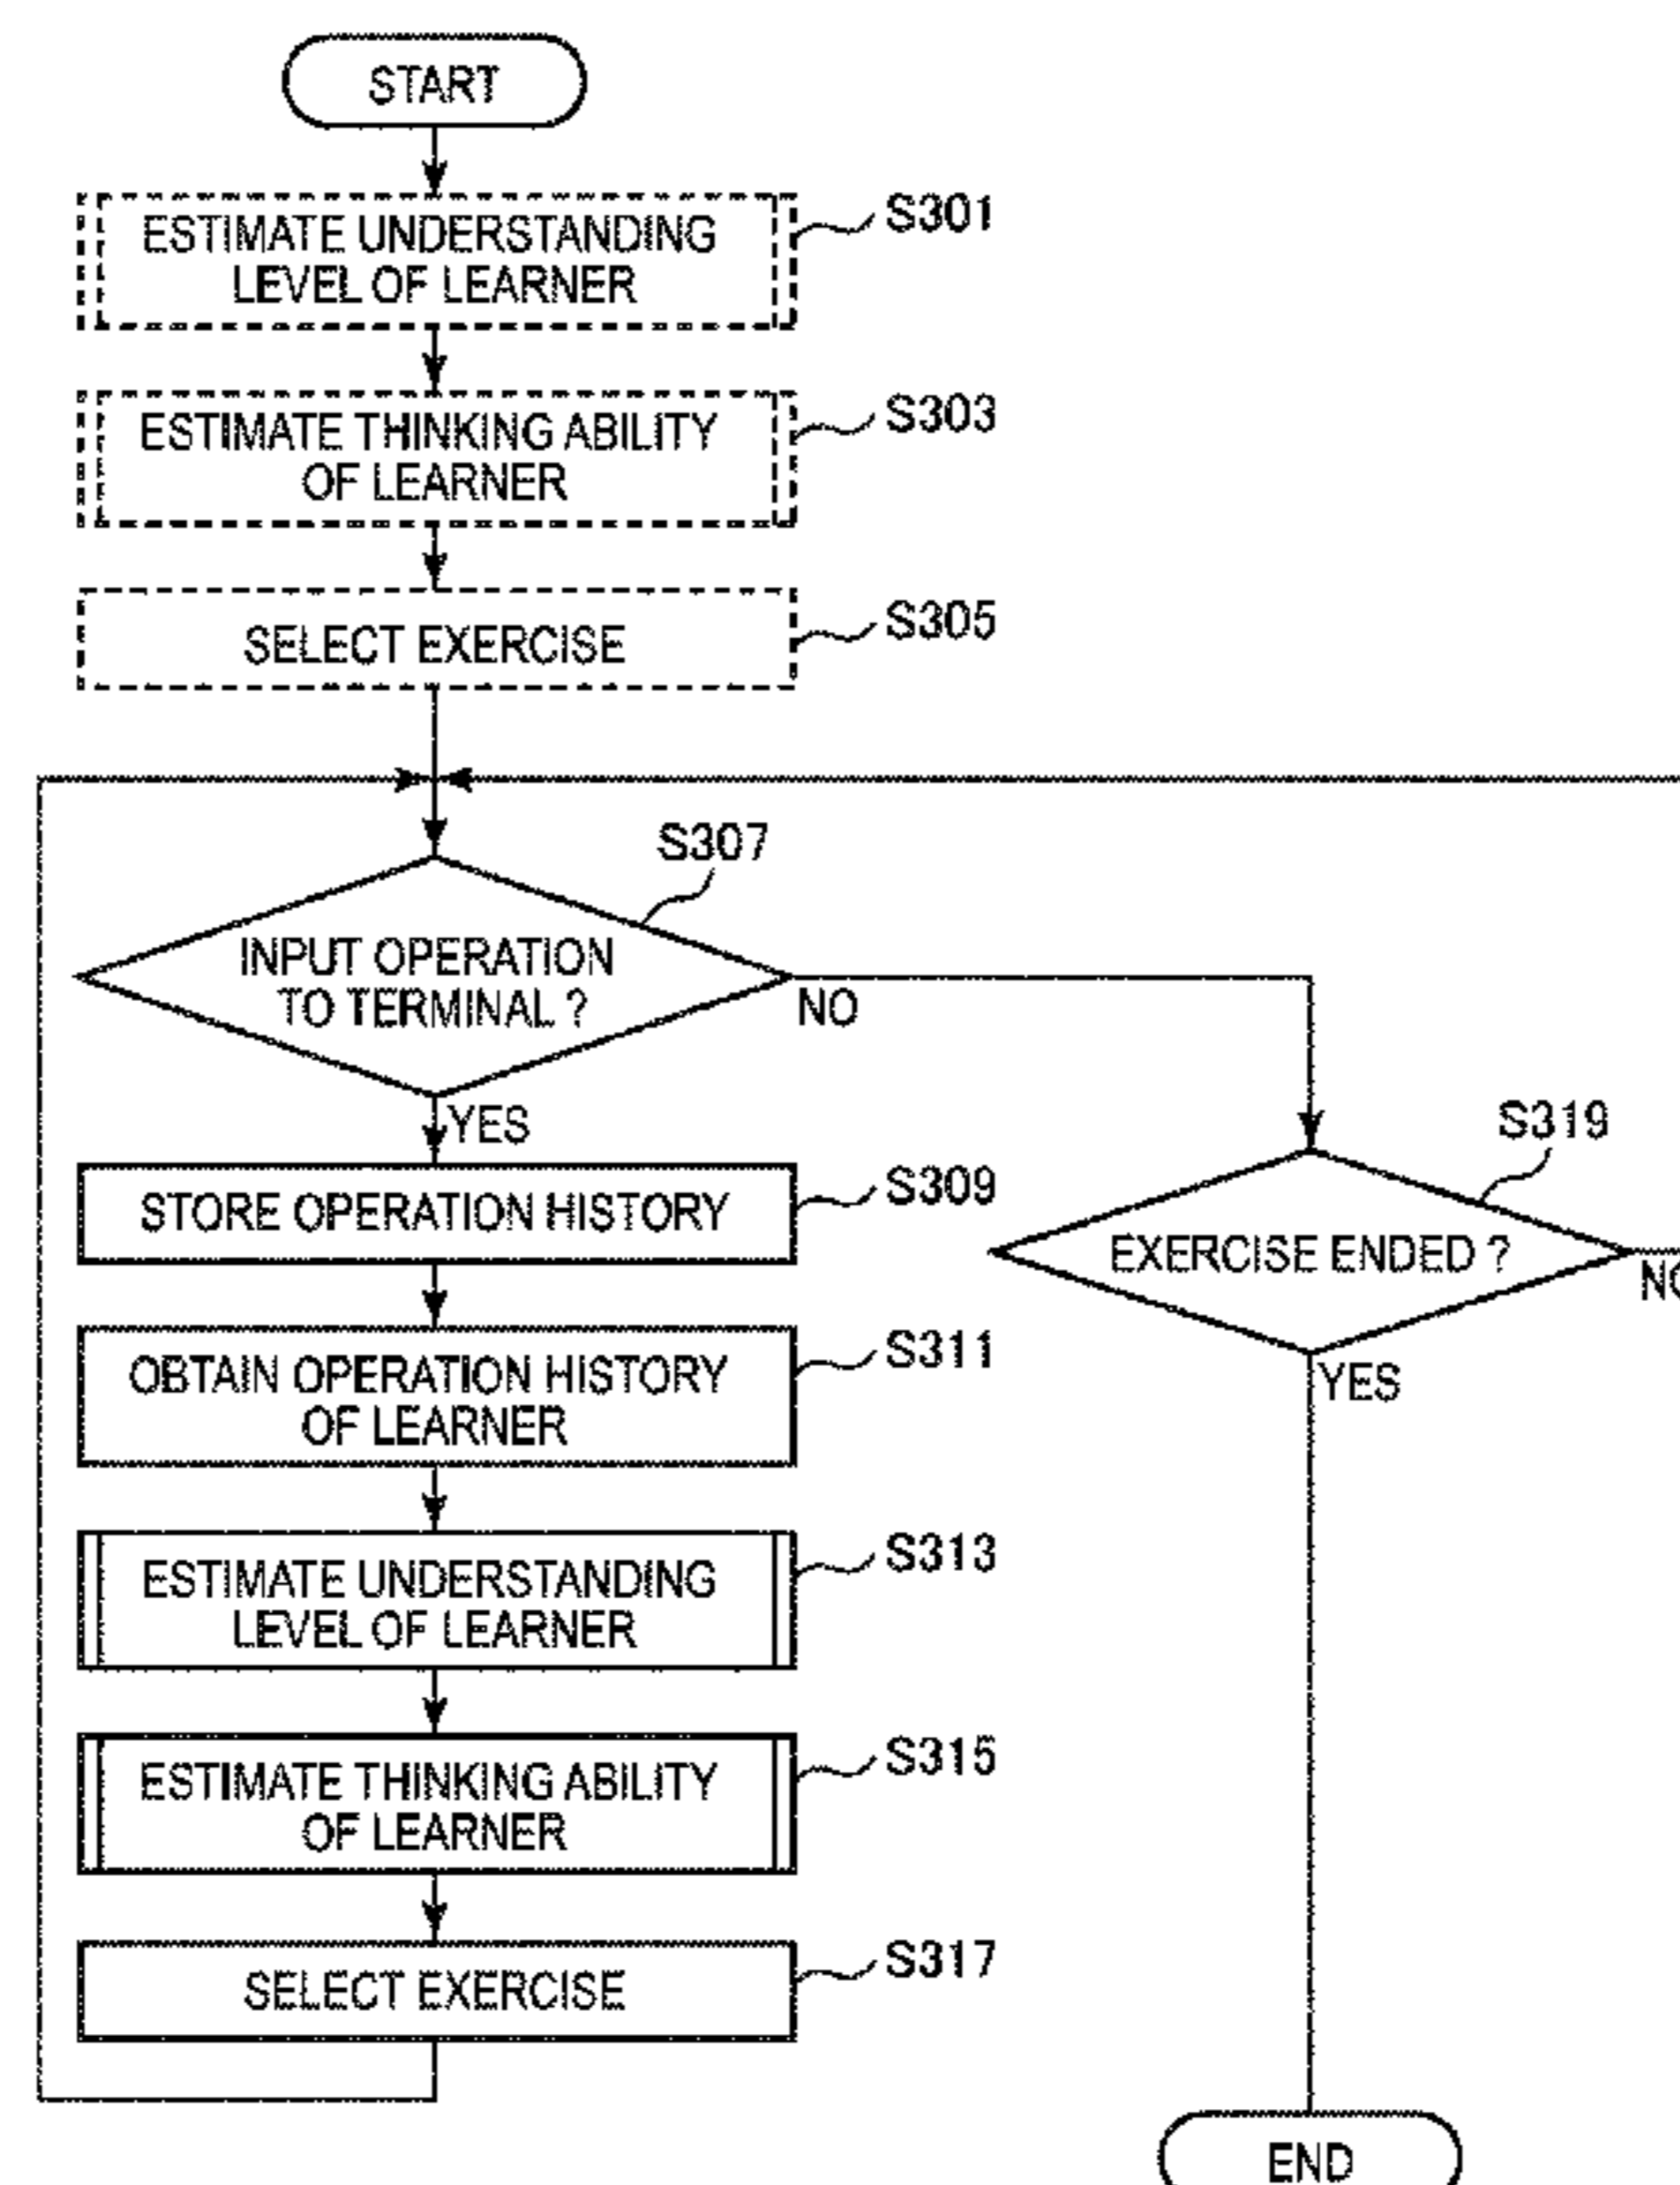 START
ESTIMATE UNDERSTANDING
LEVEL OF LEARNER
S301
ESTIMATE THINKING ABILITY
OF LEARNER
S303
SELECT EXERCISE
S305
S307
INPUT OPERATION
TO TERMINAL ?
NO
YES
STORE OPERATION HISTORY
S309
S319
EXERCISE ENDED ?
NO
YES
OBTAIN OPERATION HISTORY
OF LEARNER
S311
ESTIMATE UNDERSTANDING
LEVEL OF LEARNER
S313
ESTIMATE THINKING ABILITY
OF LEARNER
S315
SELECT EXERCISE
S317
END